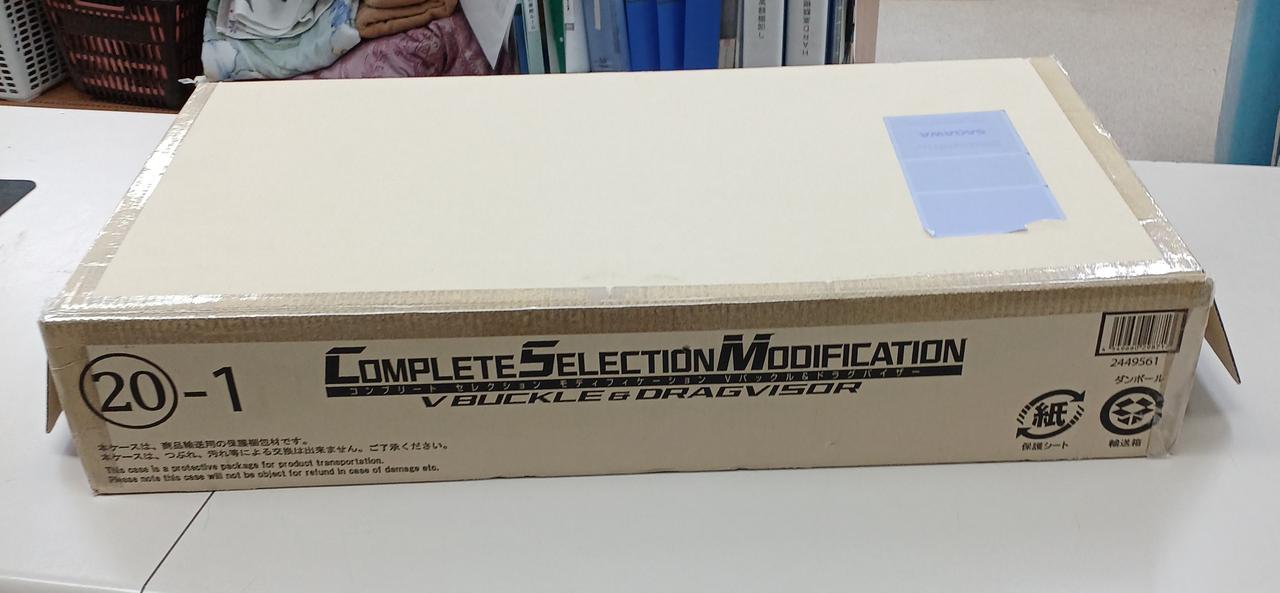 SAGAWA
COMPLETE SELECTION MODIFICATION
コンプリート セレクション モディフィケーション Vバックル&ドラグバイザー
V BUCKLE & DRAGVISOR
20-1
本ケースは、商品輸送用の保護梱包材です。
本ケースは、つぶれ、汚れ等による交換は出来ません。ご了承ください。
This case is a protective package for product transportation.
Please note this case will not be object for refund in case of damage etc.
2449561
ダンボール
紙
保護シート
輸送箱